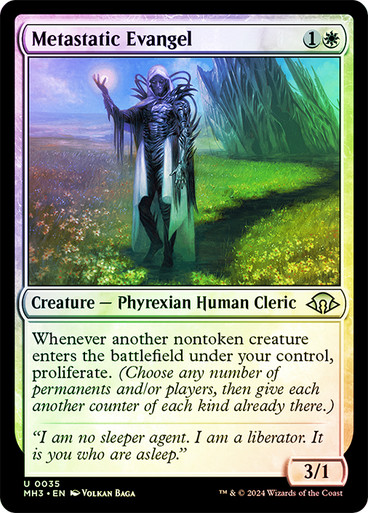 Metastatic Evangel 1
Creature — Phyrexian Human Cleric
Whenever another nontoken creature
enters the battlefield under your control,
proliferate. (Choose any number of
permanents and/or players, then give each
another counter of each kind already there.)
“I am no sleeper agent. I am a liberator. It
is you who are asleep.”
3/1
U 0035
MH3 • EN Volkan Baga
™ & © 2024 Wizards of the Coast